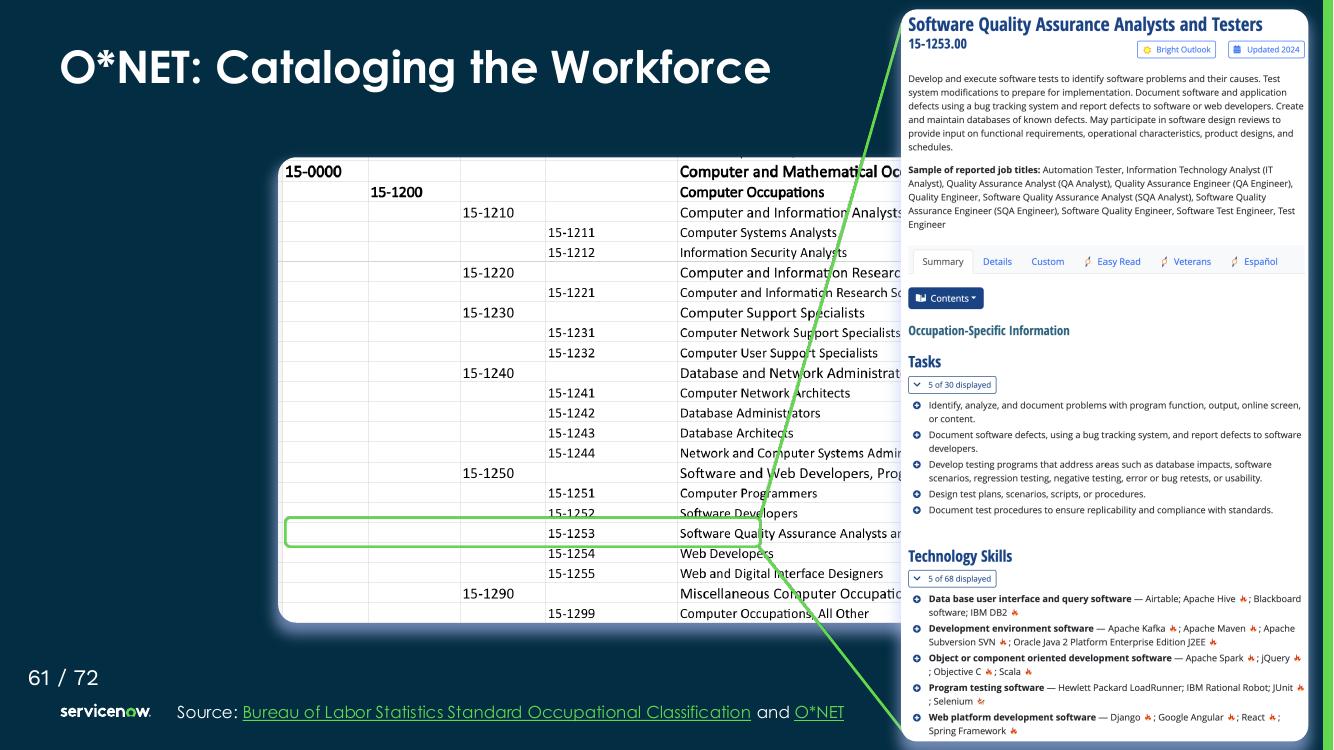 O*NET: Cataloging the Workforce
15-0000 Computer and Mathematical Oc
15-1200 Computer Occupations
15-1210 Computer and Information Analysts
15-1211 Computer Systems Analysts
15-1212 Information Security Analysts
15-1220 Computer and Information Researc
15-1221 Computer and Information Research Sc
15-1230 Computer Support Specialists
15-1231 Computer Network Support Specialists
15-1232 Computer User Support Specialists
15-1240 Database and Network Administrat
15-1241 Computer Network Architects
15-1242 Database Administrators
15-1243 Database Architects
15-1244 Network and Computer Systems Admin
15-1250 Software and Web Developers, Prog
15-1251 Computer Programmers
15-1252 Software Developers
15-1253 Software Quality Assurance Analysts an
15-1254 Web Developers
15-1255 Web and Digital Interface Designers
15-1290 Miscellaneous Computer Occupatio
15-1299 Computer Occupations, All Other
Software Quality Assurance Analysts and Testers
15-1253.00
Bright Outlook Updated 2024
Develop and execute software tests to identify software problems and their causes. Test
system modifications to prepare for implementation. Document software and application
defects using a bug tracking system and report defects to software or web developers. Create
and maintain databases of known defects. May participate in software design reviews to
provide input on functional requirements, operational characteristics, product designs, and
schedules.
Sample of reported job titles: Automation Tester, Information Technology Analyst (IT
Analyst), Quality Assurance Analyst (QA Analyst), Quality Assurance Engineer (QA Engineer),
Quality Engineer, Software Quality Assurance Analyst (SQA Analyst), Software Quality
Assurance Engineer (SQA Engineer), Software Quality Engineer, Software Test Engineer, Test
Engineer
Summary Details Custom Easy Read Veterans Español
Contents
Occupation-Specific Information
Tasks
5 of 30 displayed
Identify, analyze, and document problems with program function, output, online screen,
or content.
Document software defects, using a bug tracking system, and report defects to software
developers.
Develop testing programs that address areas such as database impacts, software
scenarios, regression testing, negative testing, error or bug retests, or usability.
Design test plans, scenarios, scripts, or procedures.
Document test procedures to ensure replicability and compliance with standards.
Technology Skills
5 of 68 displayed
Data base user interface and query software — Airtable; Apache Hive ; Blackboard
software; IBM DB2
Development environment software — Apache Kafka ; Apache Maven ; Apache
Subversion SVN ; Oracle Java 2 Platform Enterprise Edition J2EE
Object or component oriented development software — Apache Spark ; jQuery
; Objective C ; Scala
Program testing software — Hewlett Packard LoadRunner; IBM Rational Robot; JUnit
; Selenium
Web platform development software — Django ; Google Angular ; React ;
Spring Framework
61 / 72
servicenow.
Source: Bureau of Labor Statistics Standard Occupational Classification and O*NET